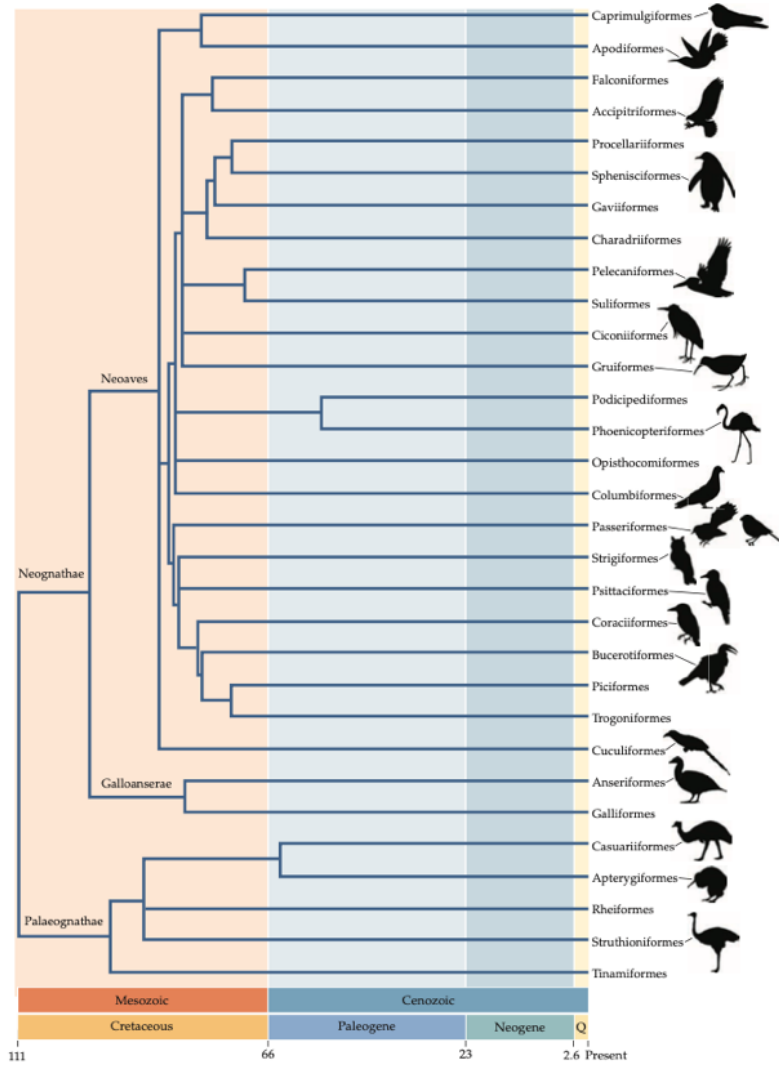 Caprimulgiformes
Apodiformes
Falconiformes
Accipitriformes
Procellariiformes
Sphenisciformes
Gaviiformes
Charadriiformes
Pelecaniformes
Suliformes
Ciconiiformes
Neoaves
Gruiformes
Podicipediformes
Phoenicopteriformes
Opisthocomiformes
Columbiformes
Passeriformes
Strigiformes
Neognathae
Psittaciformes
Coraciiformes
Bucerotiformes
Piciformes
Trogoniformes
Cuculiformes
Galloanserae
Anseriformes
Galliformes
Casuariiformes
Apterygiformes
Rheiformes
Palaeognathae
Struthioniformes
Tinamiformes
Mesozoic Cenozoic
Cretaceous Paleogene Neogene Q
111 66 23 2.6 Present